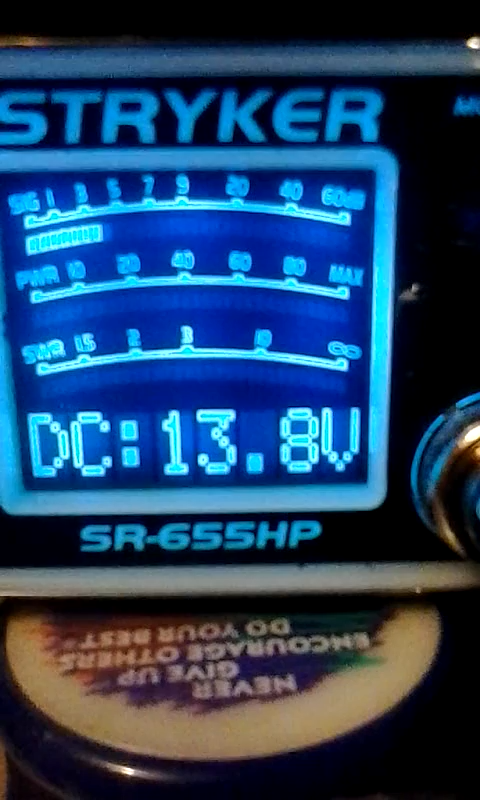 STRYKER
SIG 1 3 5 7 9 20 40 60dB
PWR 10 20 40 60 80 MAX
SWR 1.5 2 3 10 ∞
DC:13.8V
SR-655HP
NEVER
GIVE UP
ENCOURAGE OTHERS
DO YOUR BEST